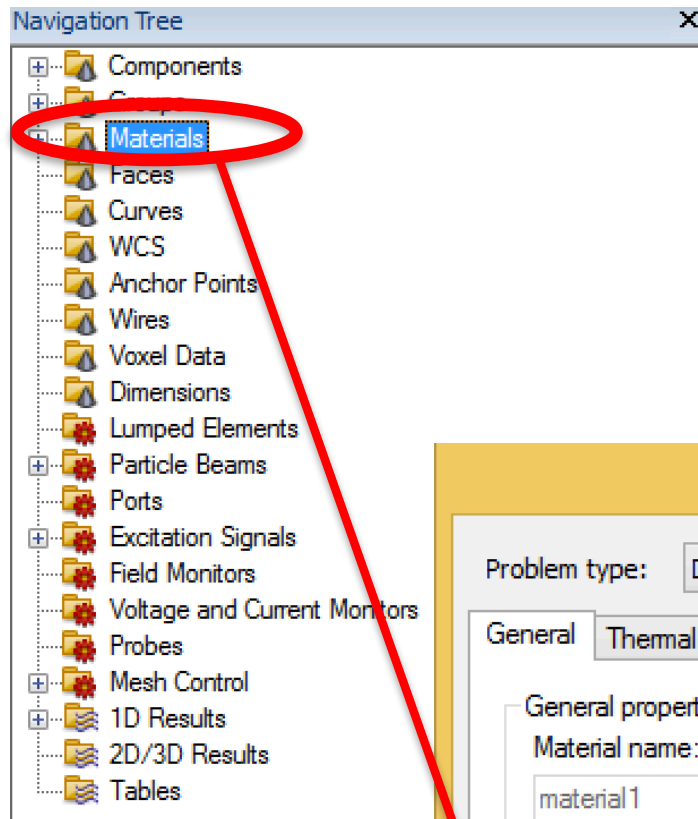 Navigation Tree
Components
Groups
Materials
Faces
Curves
WCS
Anchor Points
Wires
Voxel Data
Dimensions
Lumped Elements
Particle Beams
Ports
Excitation Signals
Field Monitors
Voltage and Current Monitors
Probes
Mesh Control
1D Results
2D/3D Results
Tables
Problem type: D
General Thermal
General propert
Material name:
material1